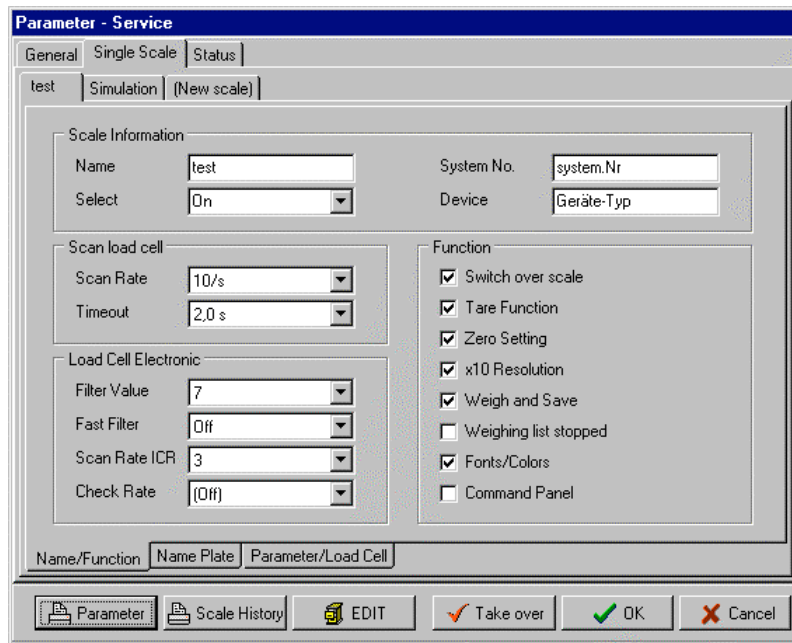 Parameter - Service
General Single Scale Status
test Simulation (New scale)
Scale Information
Name test System No. system.Nr
Select On Device Geräte-Typ
Scan load cell
Scan Rate 10/s
Timeout 2,0 s
Load Cell Electronic
Filter Value 7
Fast Filter Off
Scan Rate ICR 3
Check Rate (Off)
Function
Switch over scale
Tare Function
Zero Setting
x10 Resolution
Weigh and Save
Weighing list stopped
Fonts/Colors
Command Panel
Name/Function Name Plate Parameter/Load Cell
Parameter Scale History EDIT Take over OK Cancel